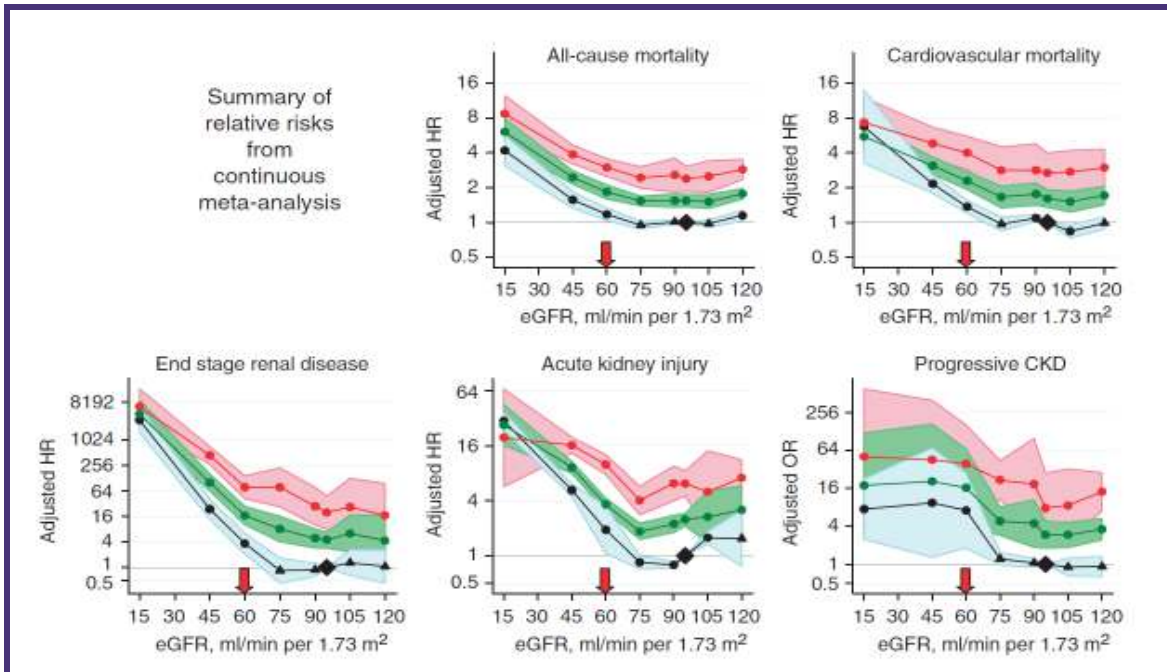 Summary of
relative risks
from
continuous
meta-analysis
All-cause mortality
Adjusted HR
16
8
4
2
1
0.5
15 30 45 60 75 90 105 120
eGFR, ml/min per 1.73 m²
Cardiovascular mortality
Adjusted HR
16
8
4
2
1
0.5
15 30 45 60 75 90 105 120
eGFR, ml/min per 1.73 m²
End stage renal disease
Adjusted HR
8192
1024
256
64
16
4
1
0.5
15 30 45 60 75 90 105 120
eGFR, ml/min per 1.73 m²
Acute kidney injury
Adjusted HR
64
16
4
1
0.5
15 30 45 60 75 90 105 120
eGFR, ml/min per 1.73 m²
Progressive CKD
Adjusted OR
256
64
16
4
1
0.5
15 30 45 60 75 90 105 120
eGFR, ml/min per 1.73 m²